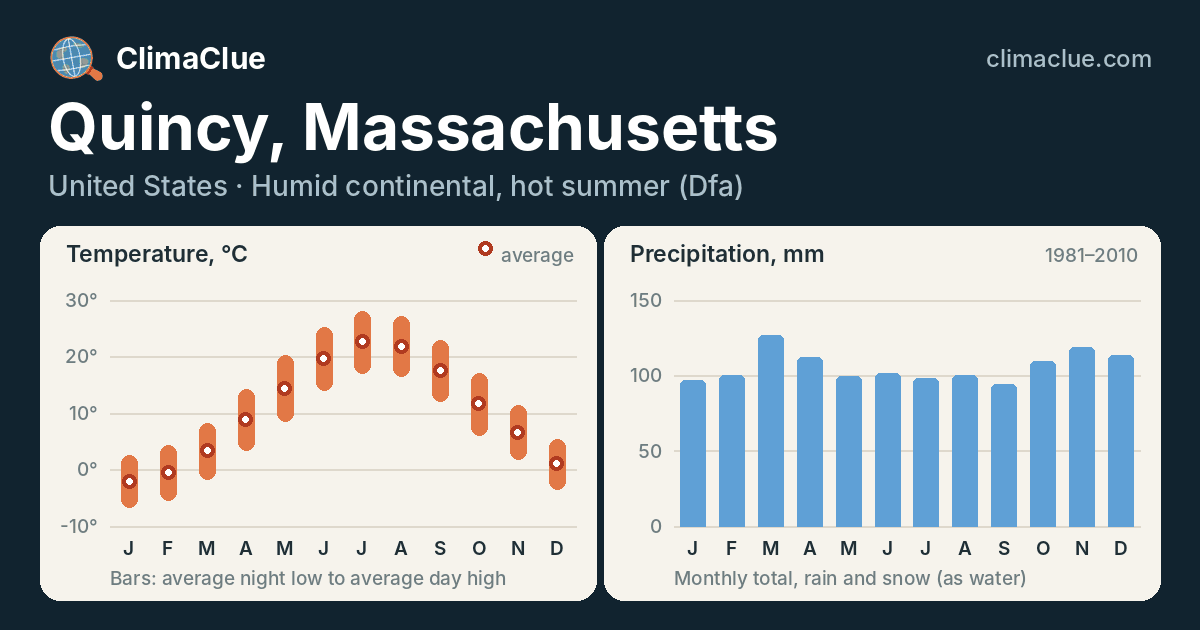 ClimaClue
climaclue.com
Quincy, Massachusetts
United States · Humid continental, hot summer (Dfa)
Temperature, °C
average
30°
20°
10°
0°
-10°
J F M A M J J A S O N D
Bars: average night low to average day high
Precipitation, mm
1981–2010
150
100
50
0
J F M A M J J A S O N D
Monthly total, rain and snow (as water)